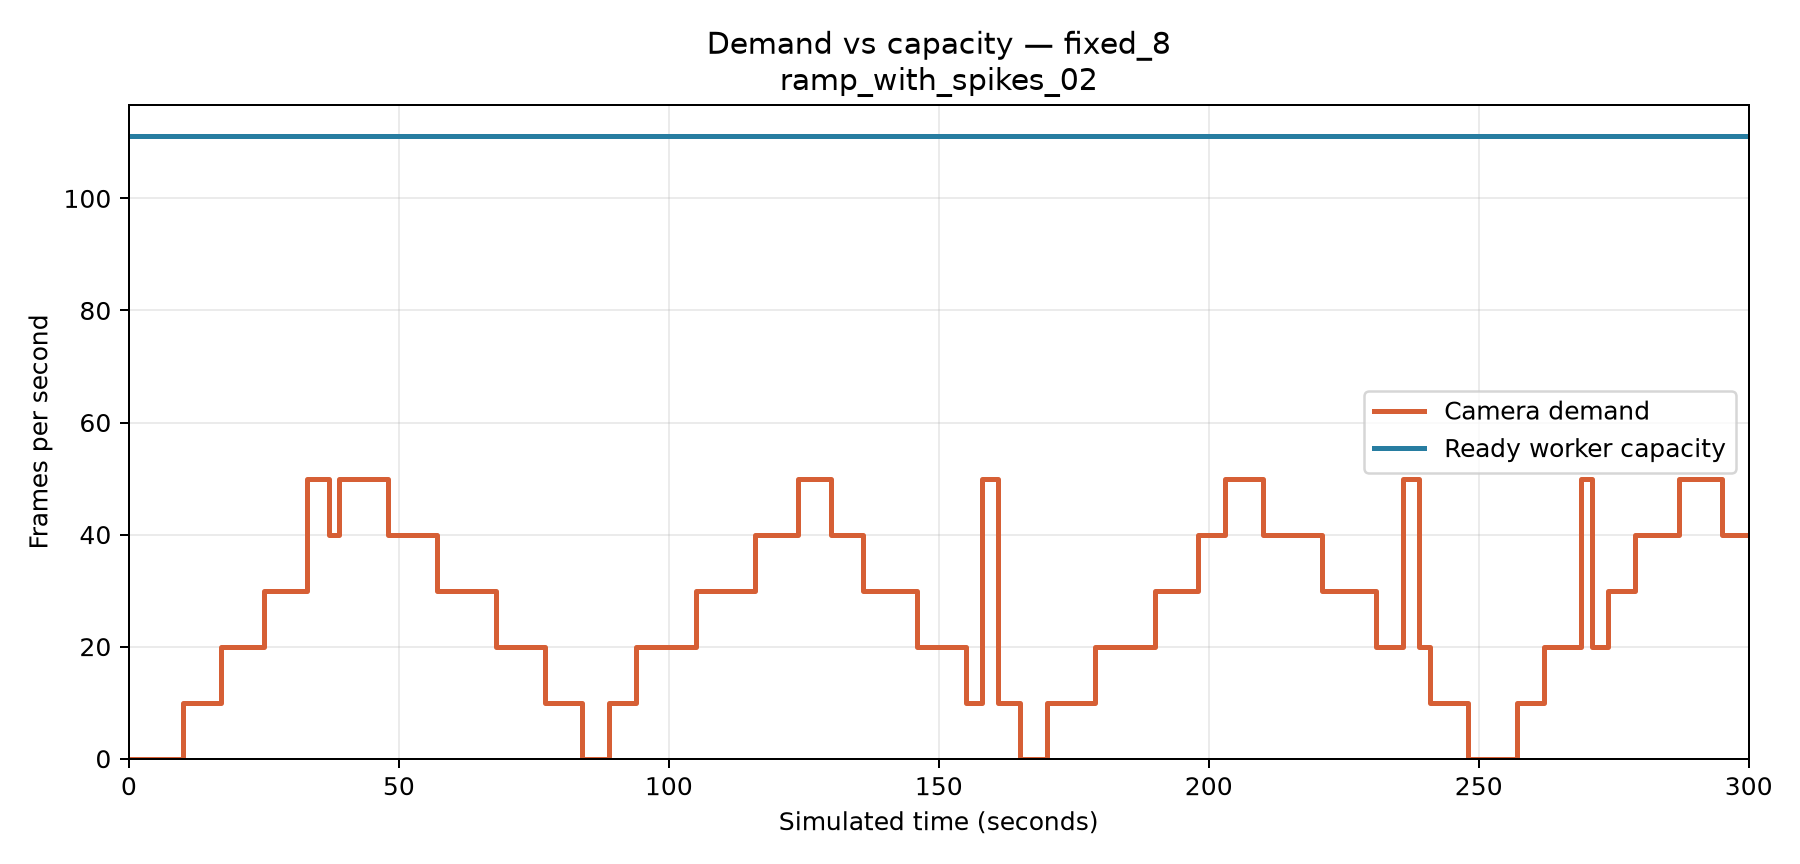 Demand vs capacity — fixed_8
ramp_with_spikes_02
Frames per second
100
80
60
40
20
0
Camera demand
Ready worker capacity
0 50 100 150 200 250 300
Simulated time (seconds)